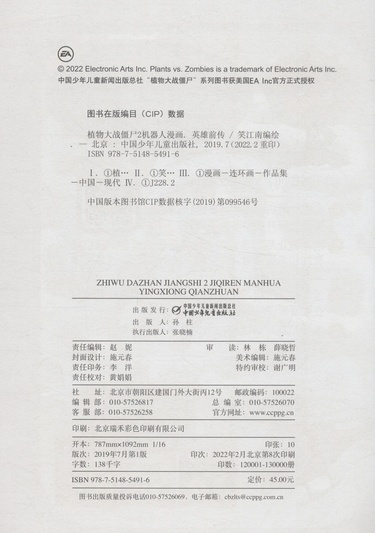 EA
© 2022 Electronic Arts Inc. Plants vs. Zombies is a trademark of Electronic Arts Inc.
中国少年儿童新闻出版总社“植物大战僵尸”系列图书获美国EA Inc官方正式授权
图书在版编目(CIP)数据
植物大战僵尸2机器人漫画. 英雄前传 / 笑江南编绘
. — 北京 : 中国少年儿童出版社, 2019.7(2022.2重印)
ISBN 978-7-5148-5491-6
Ⅰ. ①植… Ⅱ. ①笑… Ⅲ. ①漫画－连环画－作品集
－中国－现代 Ⅳ. ①J228.2
中国版本图书馆CIP数据核字(2019)第099546号
ZHIWU DAZHAN JIANGSHI 2 JIQIREN MANHUA
YINGXIONG QIANZHUAN
出版发行: 中国少年儿童新闻出版总社
中国少年儿童出版社
出 版 人: 孙 柱
执行出版人: 张晓楠
责任编辑: 赵 妮 审 读: 林 栋 薛晓哲
封面设计: 施元春 美术编辑: 施元春
责任印务: 李 洋 特约审校: 谢广明
责任校对: 黄娟娟
社 址: 北京市朝阳区建国门外大街丙12号 邮政编码: 100022
编 辑 部: 010-57526817 总 编 室: 010-57526070
客 服 部: 010-57526258 官方网址: www.ccppg.cn
印刷: 北京瑞禾彩色印刷有限公司
开本: 787mm×1092mm 1/16 印张: 10
版次: 2019年7月第1版 印次: 2022年2月北京第8次印刷
字数: 138千字 印数: 120001-130000册
ISBN 978-7-5148-5491-6 定价: 45.00元
图书出版质量投诉电话010-57526069, 电子邮箱: cbzlts@ccppg.com.cn